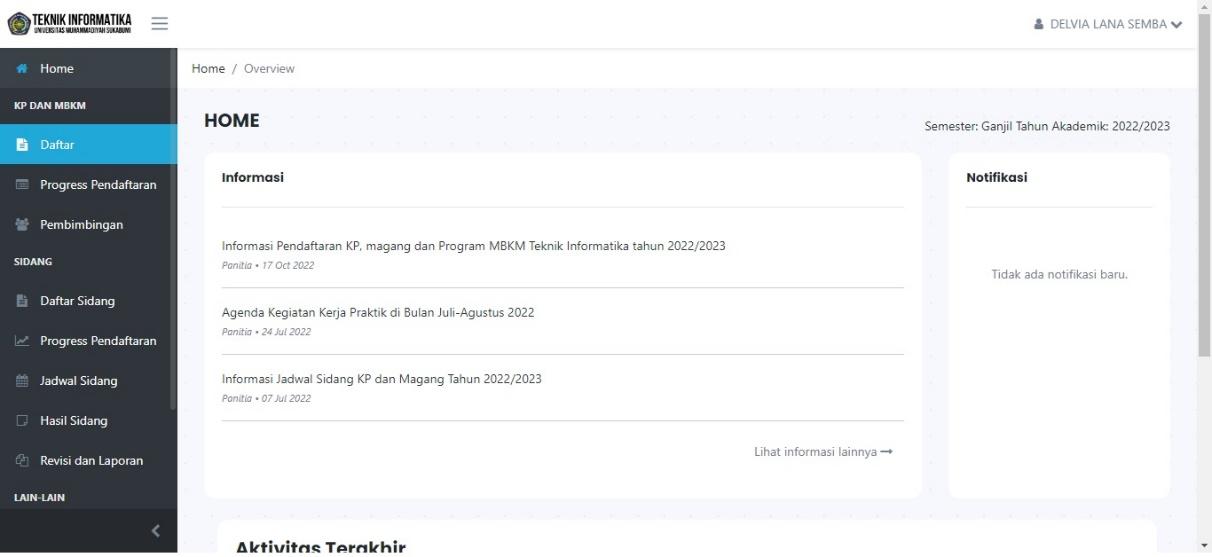 TEKNIK INFORMATIKA
UNIVERSITAS MUHAMMADIYAH SUKABUMI
DELVIA LANA SEMBA
Home
KP DAN MBKM
Daftar
Progress Pendaftaran
Pembimbingan
SIDANG
Daftar Sidang
Progress Pendaftaran
Jadwal Sidang
Hasil Sidang
Revisi dan Laporan
LAIN-LAIN
Home / Overview
HOME
Semester: Ganjil Tahun Akademik: 2022/2023
Informasi
Informasi Pendaftaran KP, magang dan Program MBKM Teknik Informatika tahun 2022/2023
Panitia • 17 Oct 2022
Agenda Kegiatan Kerja Praktik di Bulan Juli-Agustus 2022
Panitia • 24 Jul 2022
Informasi Jadwal Sidang KP dan Magang Tahun 2022/2023
Panitia • 07 Jul 2022
Lihat informasi lainnya →
Notifikasi
Tidak ada notifikasi baru.
Aktivitas Terakhir